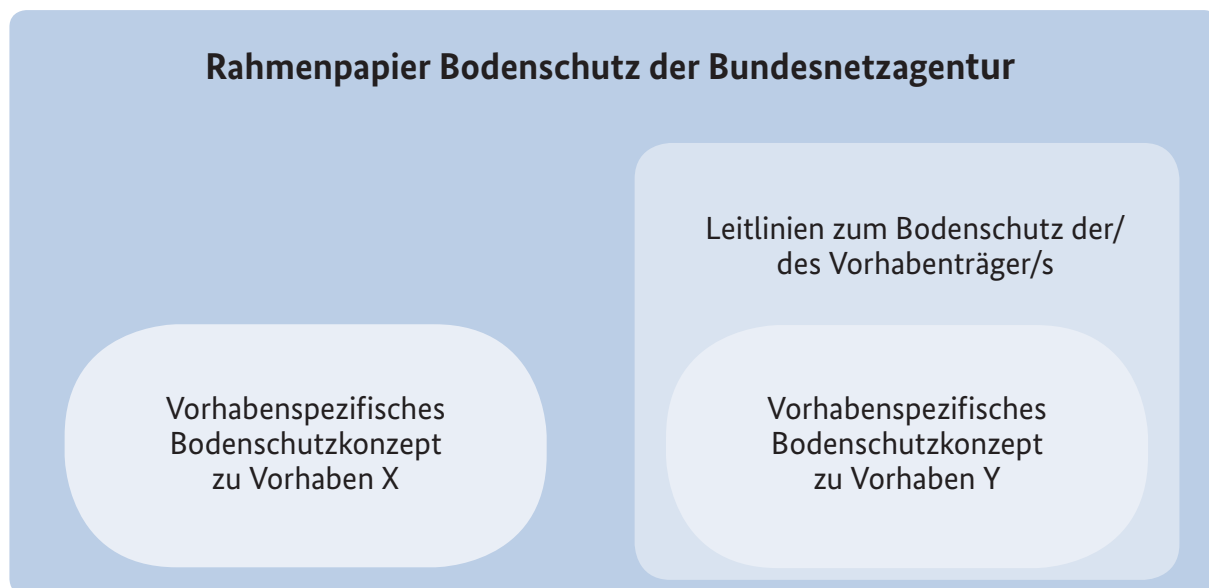 Rahmenpapier Bodenschutz der Bundesnetzagentur
Leitlinien zum Bodenschutz der/
des Vorhabenträger/s
Vorhabenspezifisches
Bodenschutzkonzept
zu Vorhaben X
Vorhabenspezifisches
Bodenschutzkonzept
zu Vorhaben Y